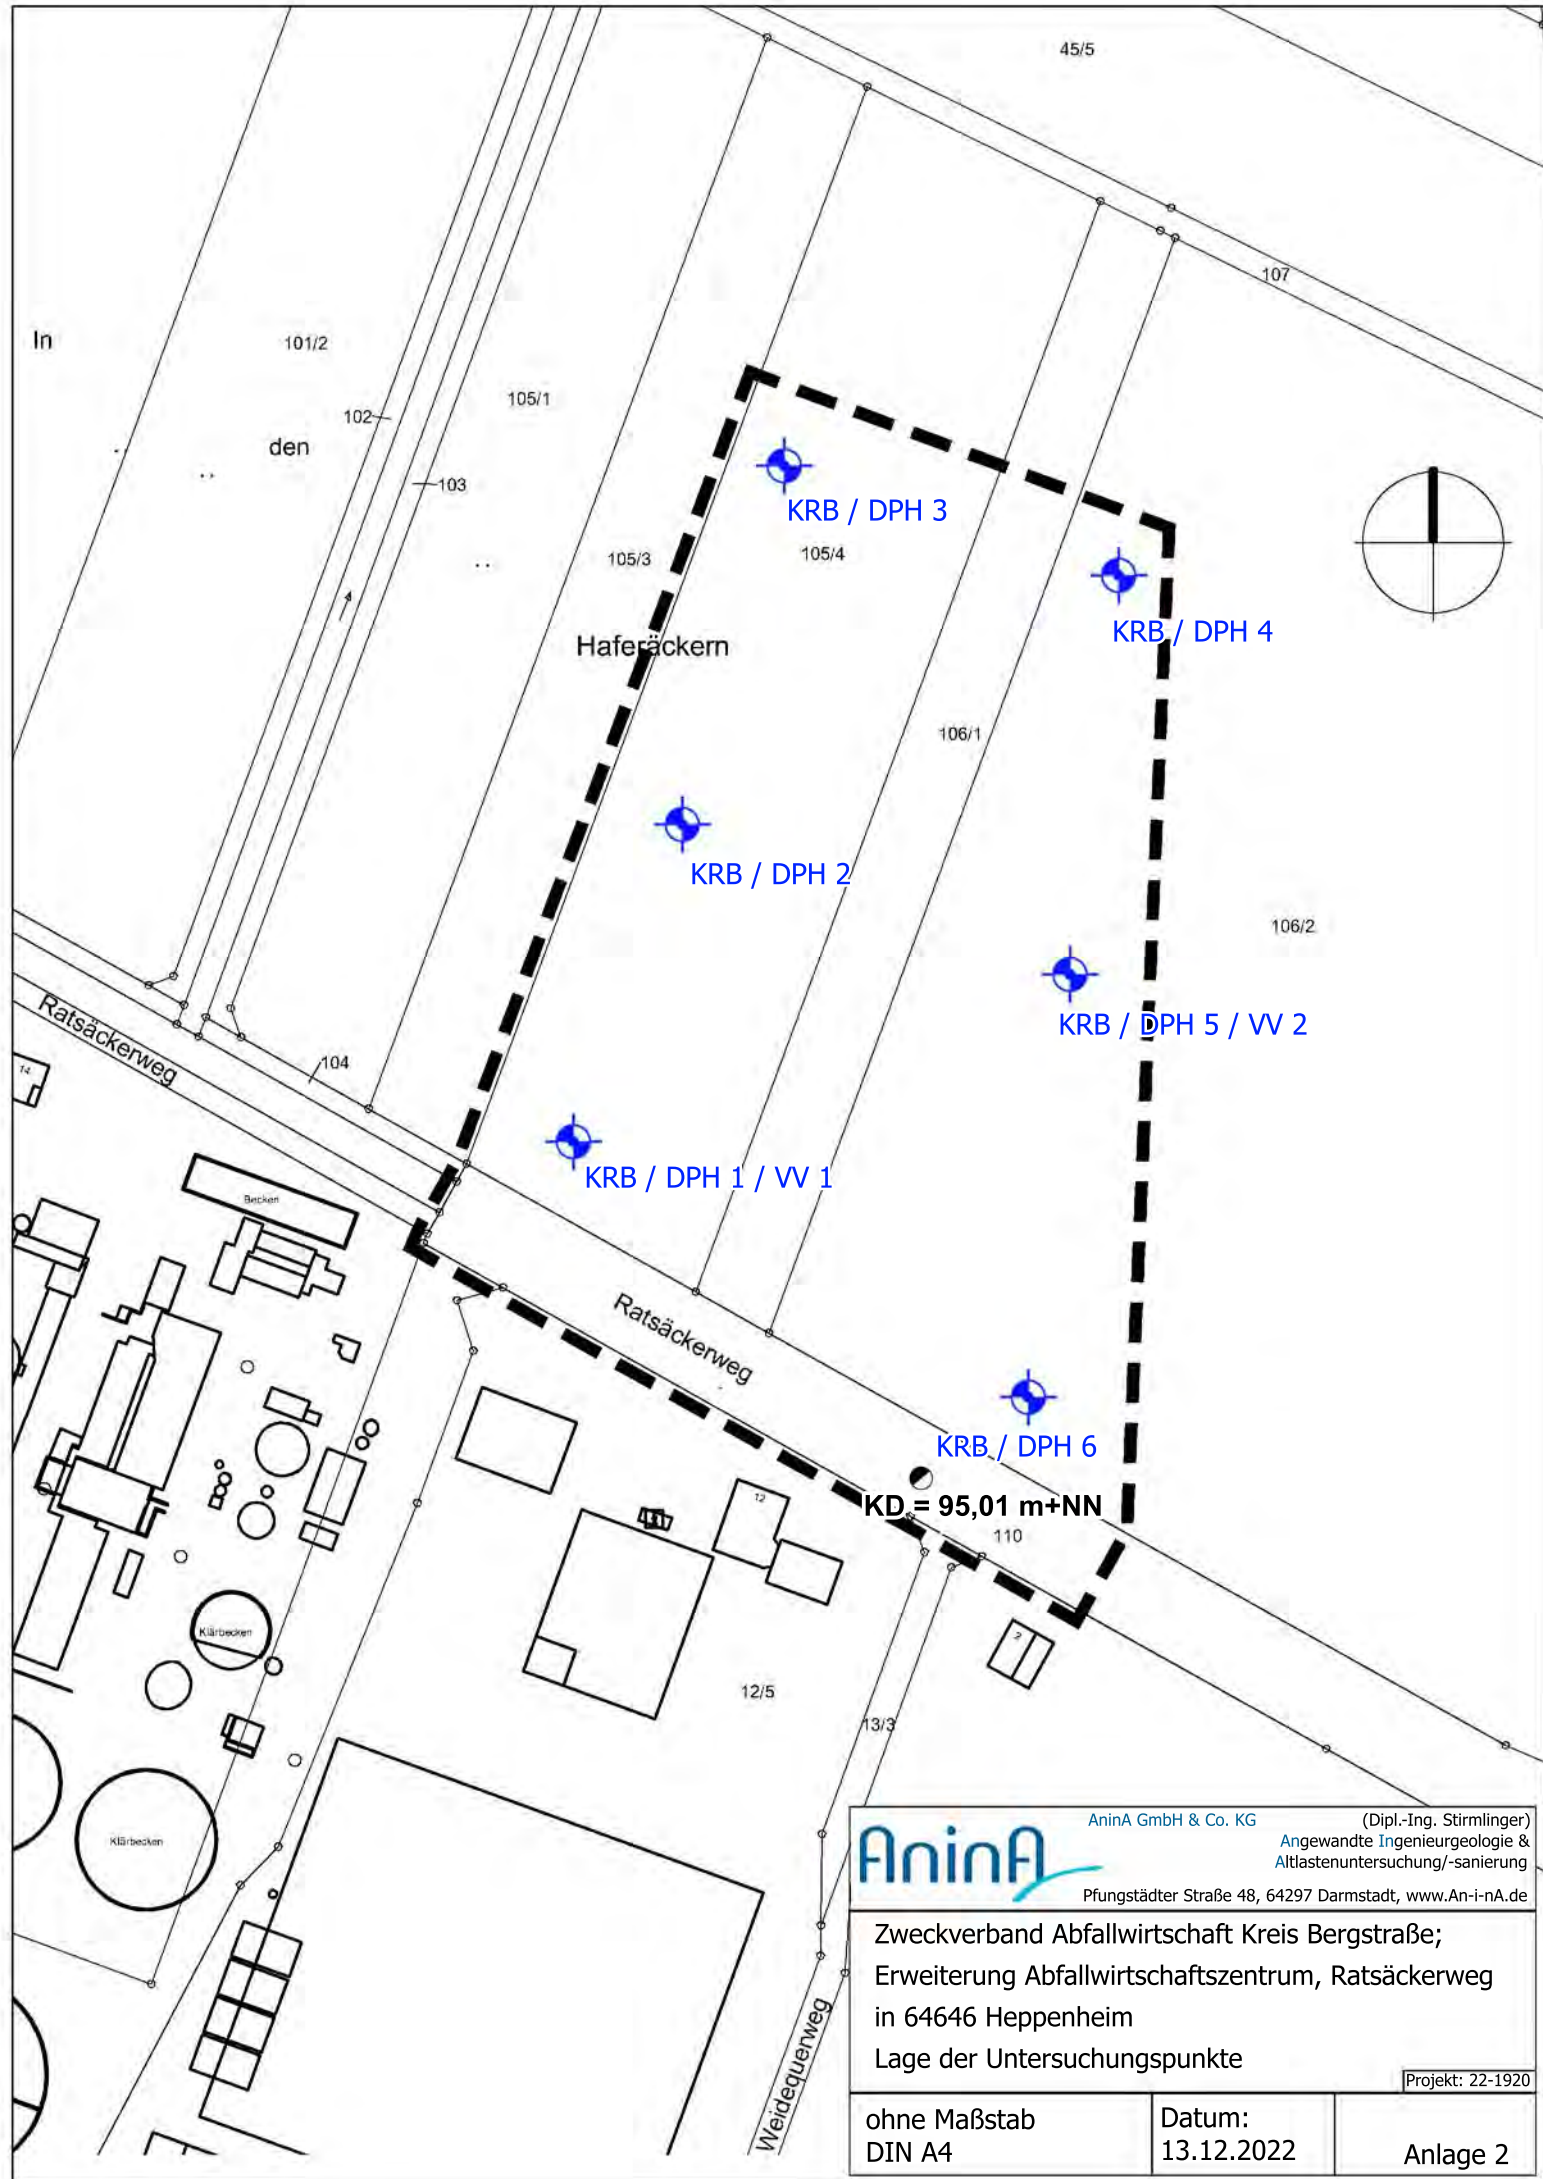 45/5
107
In
101/2
102
105/1
den
103
KRB / DPH 3
105/3
105/4
KRB / DPH 4
Haferäckern
106/1
KRB / DPH 2
106/2
KRB / DPH 5 / VV 2
Ratsäckerweg
104
14
KRB / DPH 1 / VV 1
Becken
Ratsäckerweg
KRB / DPH 6
KD = 95,01 m+NN
12
110
Klärbecken
2
12/5
13/3
Klärbecken
Weidequerweg
AninA
AninA GmbH & Co. KG (Dipl.-Ing. Stirmlinger)
Angewandte Ingenieurgeologie &
Altlastenuntersuchung/-sanierung
Pfungstädter Straße 48, 64297 Darmstadt, www.An-i-nA.de
Zweckverband Abfallwirtschaft Kreis Bergstraße;
Erweiterung Abfallwirtschaftszentrum, Ratsäckerweg
in 64646 Heppenheim
Lage der Untersuchungspunkte
Projekt: 22-1920
ohne Maßstab
DIN A4
Datum:
13.12.2022
Anlage 2